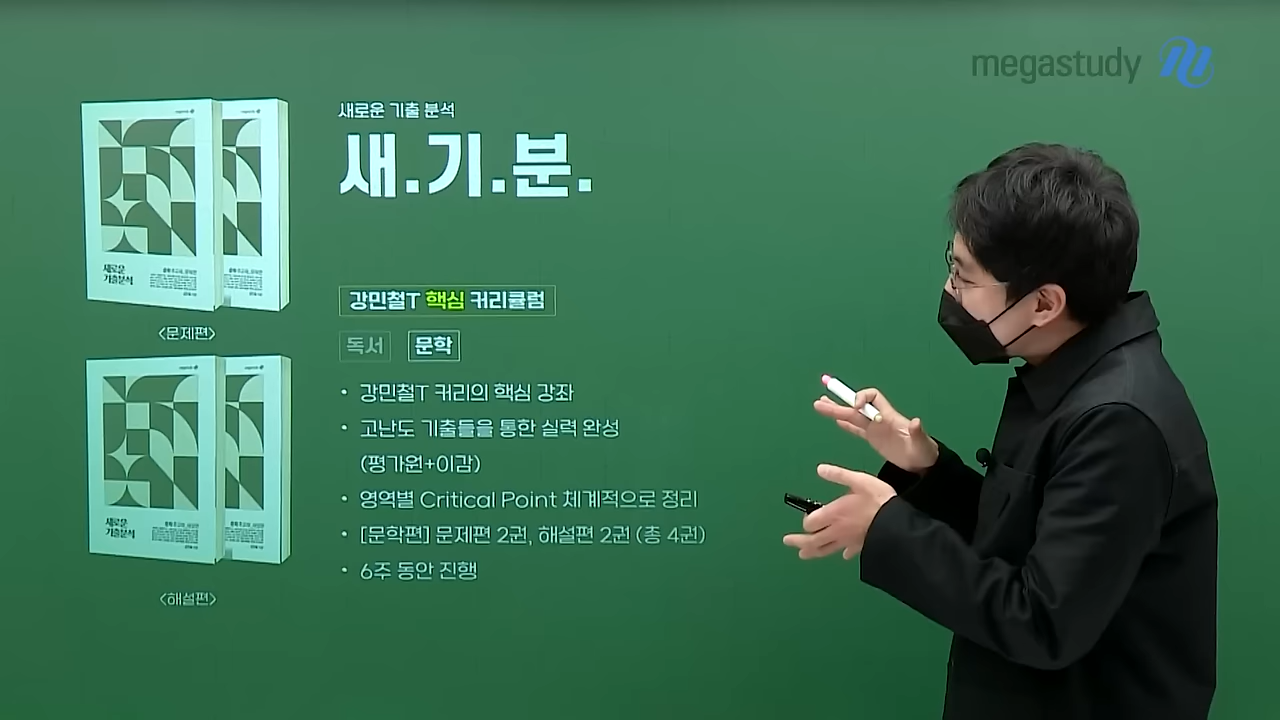 megastudy
새로운 기출 분석
새.기.분.
강민철T 핵심 커리큘럼
독서 문학
• 강민철T 커리의 핵심 강좌
• 고난도 기출들을 통한 실력 완성
(평가원+이감)
• 영역별 Critical Point 체계적으로 정리
• [문학편] 문제편 2권, 해설편 2권 (총 4권)
• 6주 동안 진행
새로운
기출분석
<문제편>
새로운
기출분석
<해설편>